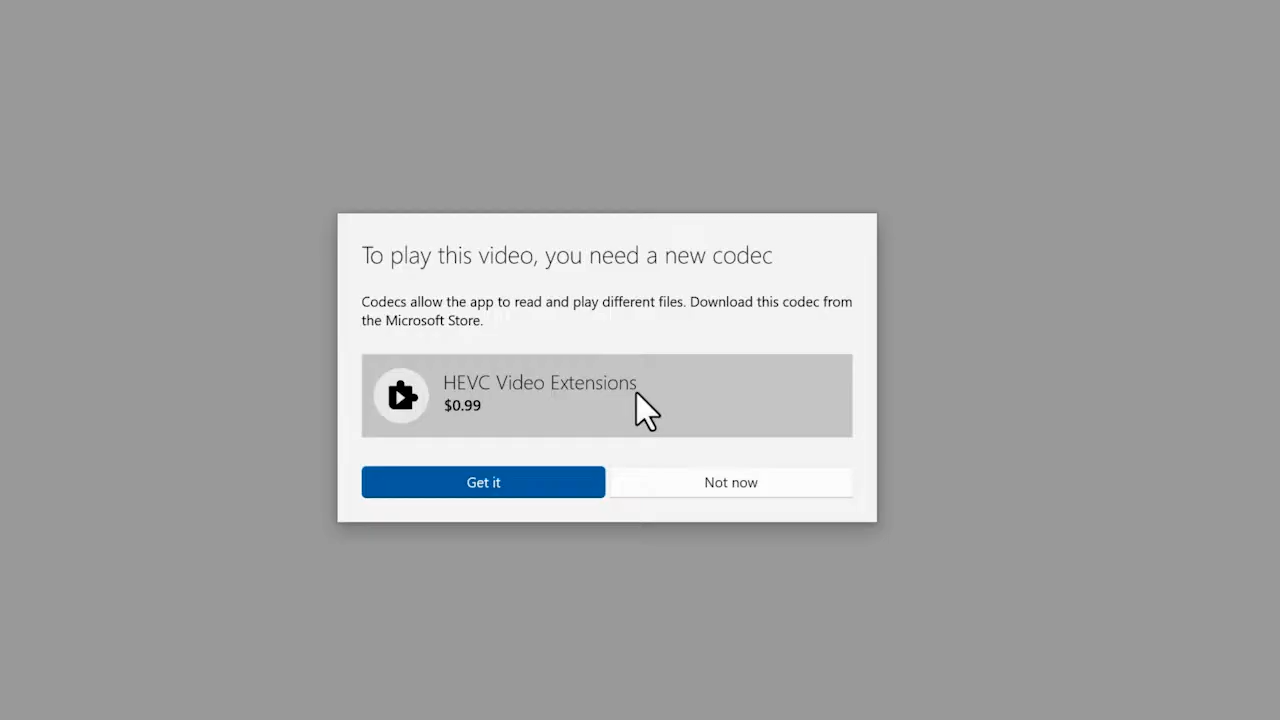 To play this video, you need a new codec
Codecs allow the app to read and play different files. Download this codec from
the Microsoft Store.
HEVC Video Extensions
$0.99
Get it
Not now